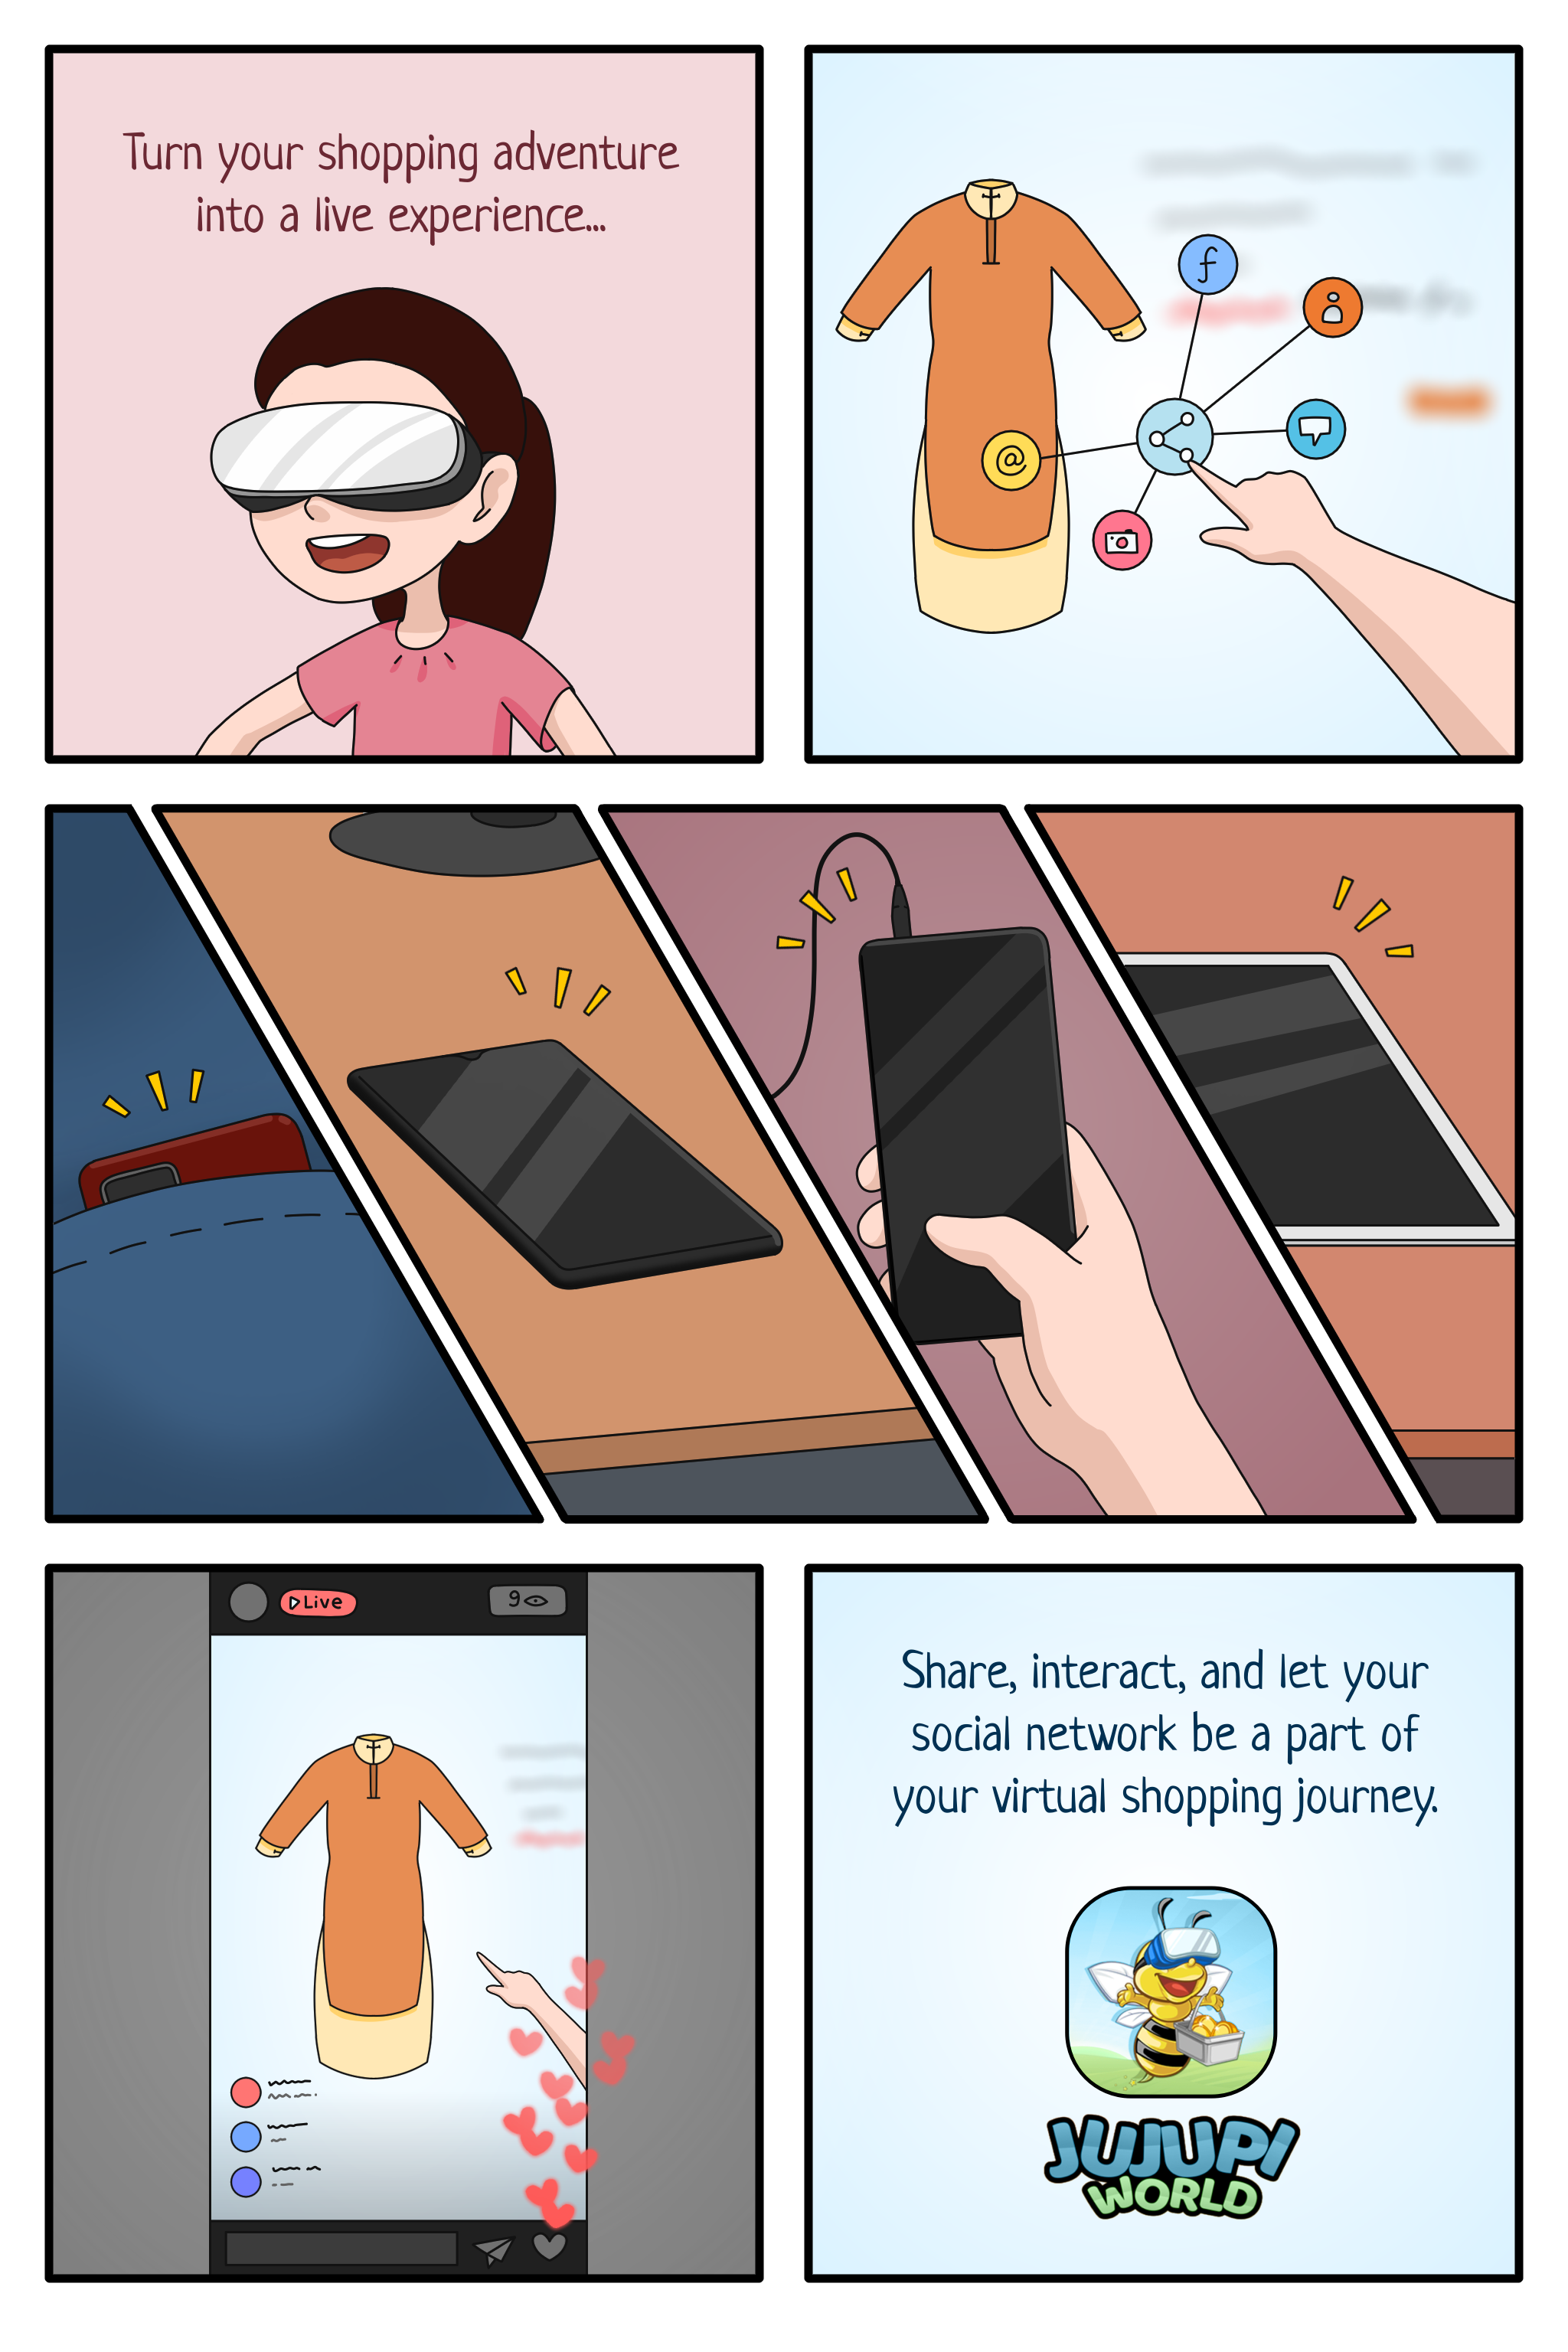 Turn your shopping adventure
into a live experience...
f
@
Live
9
Share, interact, and let your
social network be a part of
your virtual shopping journey.
JUJUPI
WORLD